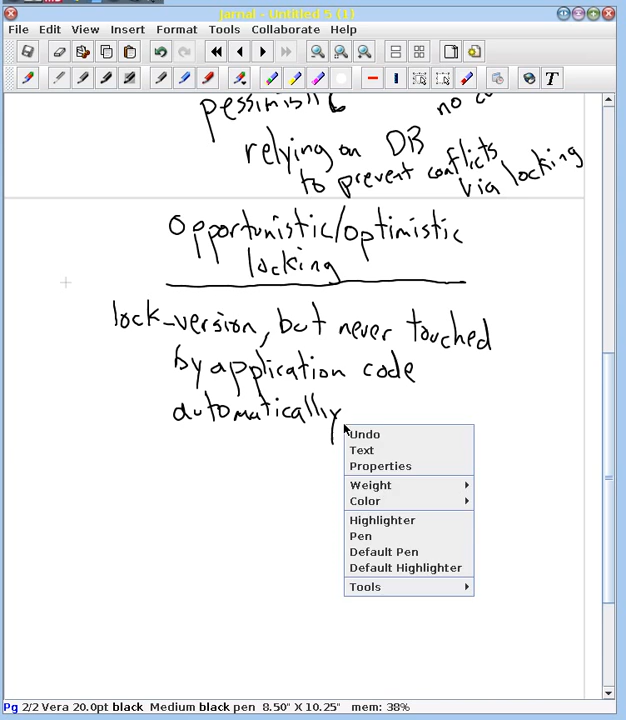 jarnal - Untitled 5 (1)
File Edit View Insert Format Tools Collaborate Help
T
no
relying on DB
to prevent conflicts
via locking
Opportunistic/optimistic
locking
lock_version, but never touched
by application code
automatically
Undo
Text
Properties
Weight
Color
Highlighter
Pen
Default Pen
Default Highlighter
Tools
Pg 2/2 Vera 20.0pt black Medium black pen 8.50" X 10.25" mem: 38%